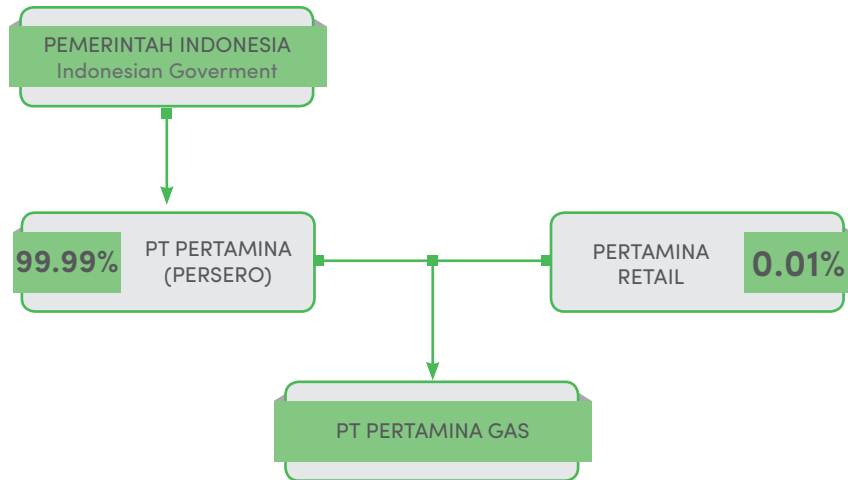 PEMERINTAH INDONESIA
Indonesian Goverment
99.99%
PT PERTAMINA
(PERSERO)
PERTAMINA
RETAIL
0.01%
PT PERTAMINA GAS